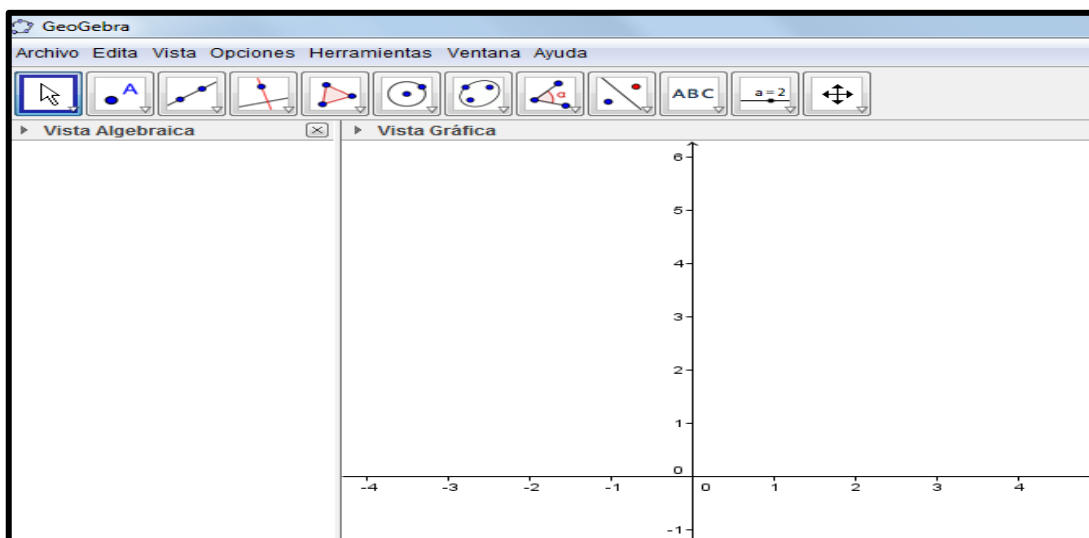 GeoGebra
Archivo Edita Vista Opciones Herramientas Ventana Ayuda
A α ABC a=2
Vista Algebraica Vista Gráfica
6
5
4
3
2
1
0
-4 -3 -2 -1 0 1 2 3 4
-1